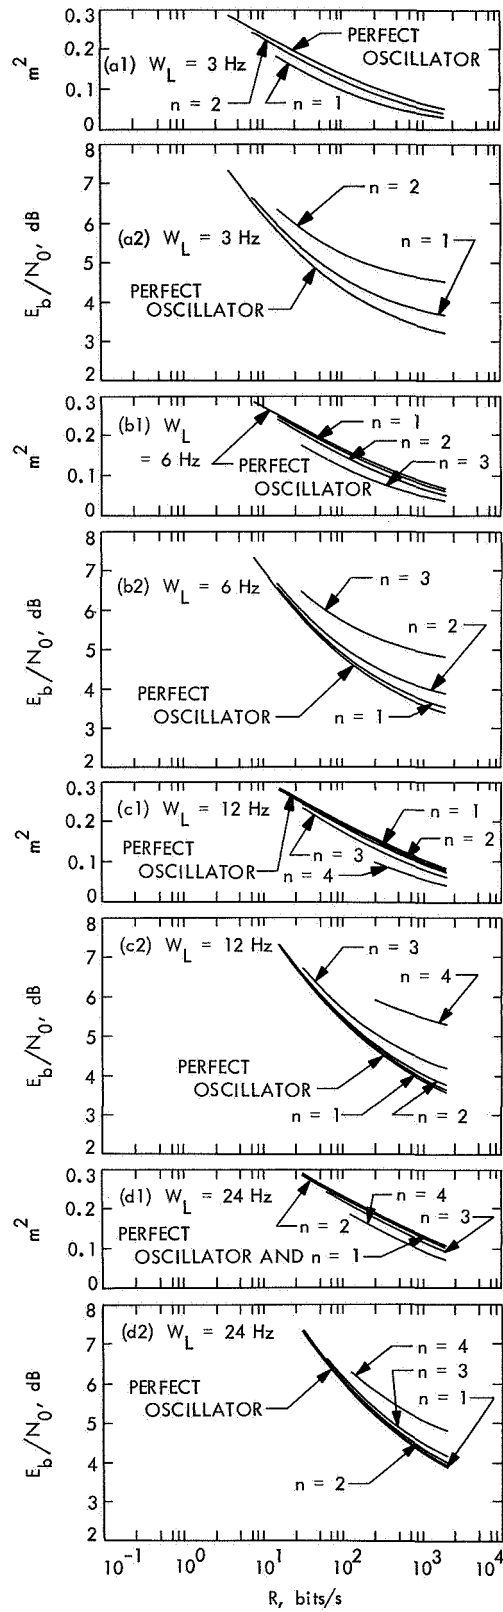 0.3
0.2
0.1
0
m²
(a1) W_L = 3 Hz
PERFECT
OSCILLATOR
n = 2
n = 1
8
7
6
5
4
3
2
E_b/N_0, dB
(a2) W_L = 3 Hz
n = 2
n = 1
PERFECT
OSCILLATOR
0.3
0.2
0.1
0
m²
(b1) W_L
= 6 Hz
n = 1
n = 2
n = 3
PERFECT
OSCILLATOR
8
7
6
5
4
3
2
E_b/N_0, dB
(b2) W_L = 6 Hz
n = 3
n = 2
PERFECT
OSCILLATOR
n = 1
0.3
0.2
0.1
0
m²
(c1) W_L = 12 Hz
n = 1
n = 2
PERFECT
OSCILLATOR
n = 3
n = 4
8
7
6
5
4
3
2
E_b/N_0, dB
(c2) W_L = 12 Hz
n = 3
n = 4
PERFECT
OSCILLATOR
n = 1
n = 2
0.3
0.2
0.1
0
m²
(d1) W_L = 24 Hz
n = 4
n = 3
n = 2
PERFECT
OSCILLATOR AND
n = 1
8
7
6
5
4
3
2
E_b/N_0, dB
(d2) W_L = 24 Hz
n = 4
n = 3
n = 1
PERFECT
OSCILLATOR
n = 2
10⁻¹ 10⁰ 10¹ 10² 10³ 10⁴
R, bits/s